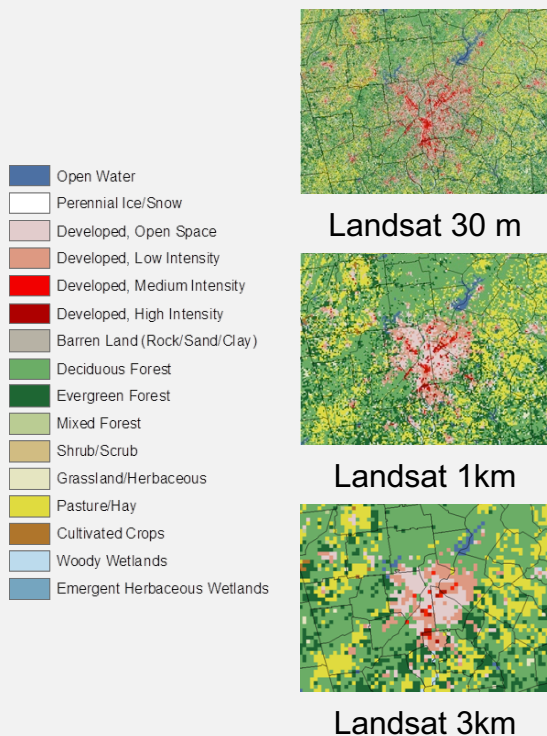 Open Water
Perennial Ice/Snow
Developed, Open Space
Developed, Low Intensity
Developed, Medium Intensity
Developed, High Intensity
Barren Land (Rock/Sand/Clay)
Deciduous Forest
Evergreen Forest
Mixed Forest
Shrub/Scrub
Grassland/Herbaceous
Pasture/Hay
Cultivated Crops
Woody Wetlands
Emergent Herbaceous Wetlands
Landsat 30 m
Landsat 1km
Landsat 3km